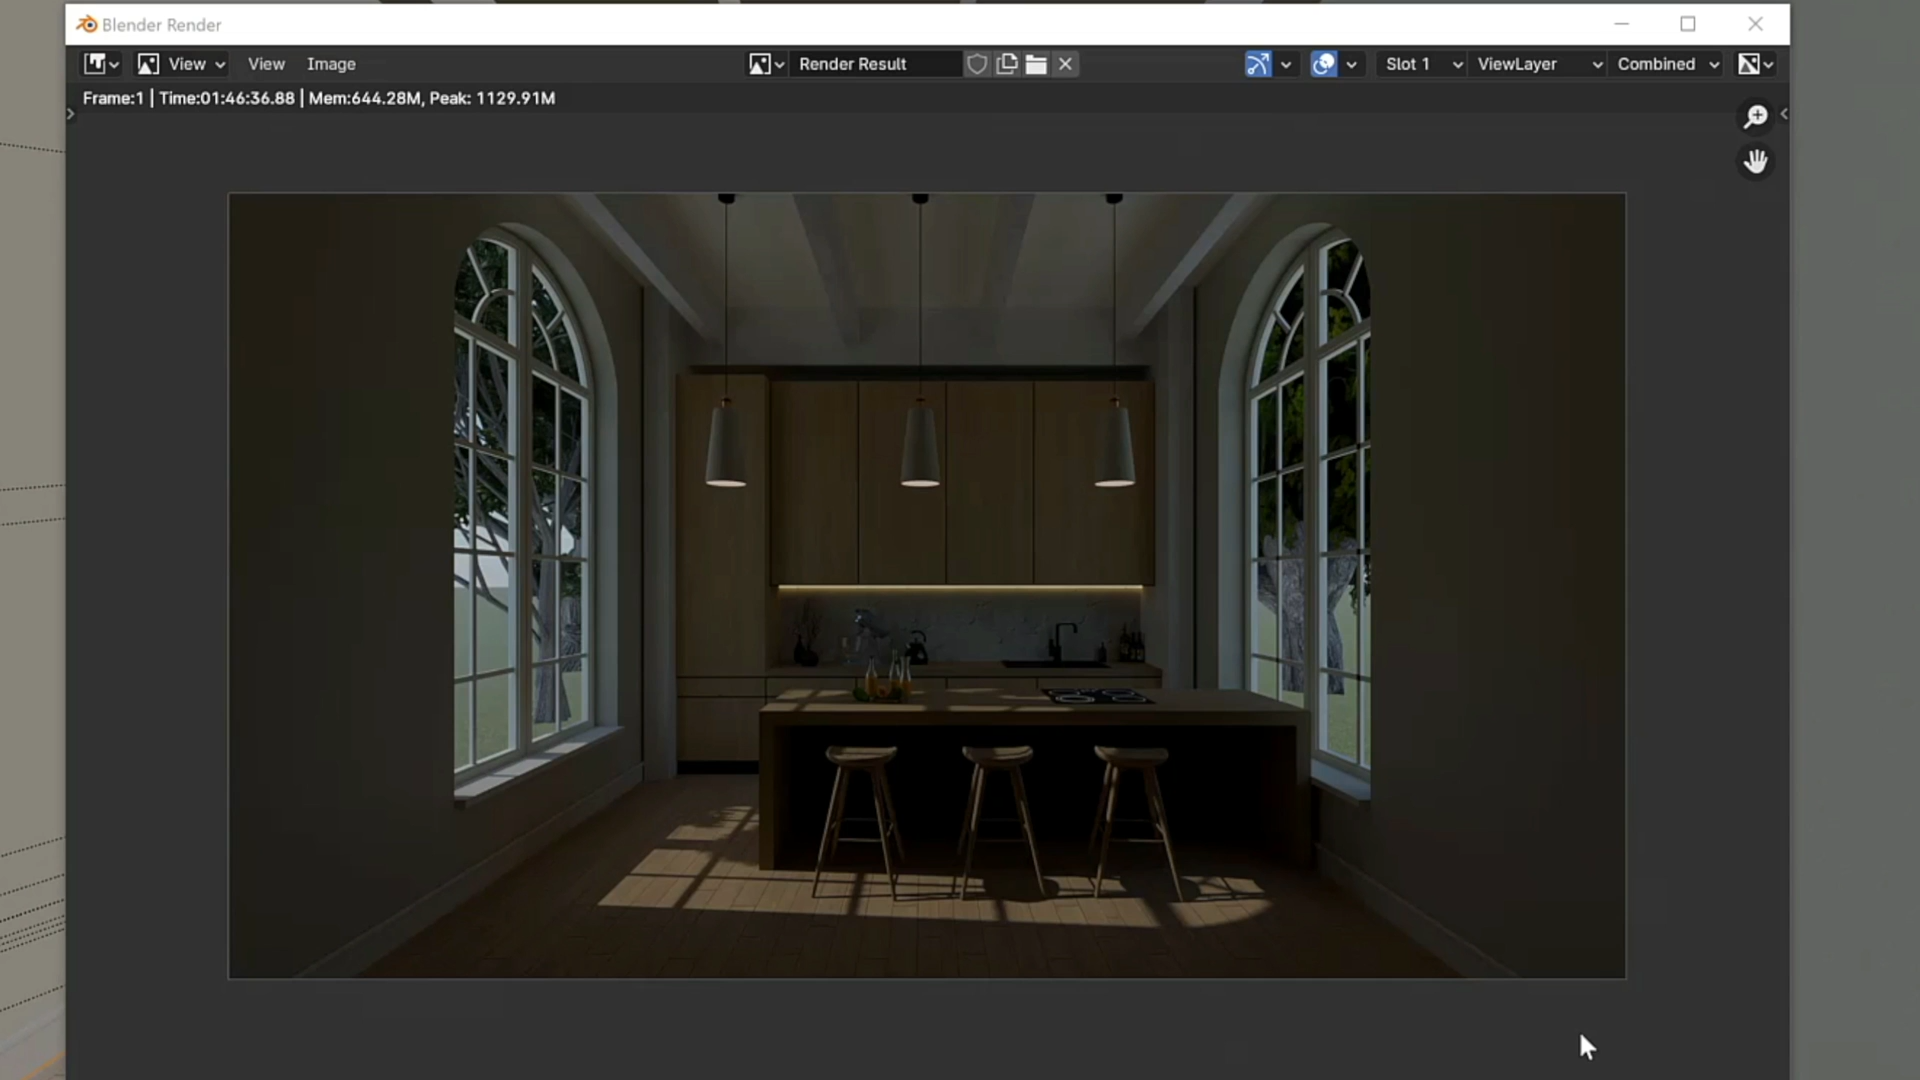 Blender Render
View View Image Render Result Slot 1 ViewLayer Combined
Frame:1 | Time:01:46:36.88 | Mem:644.28M, Peak: 1129.91M